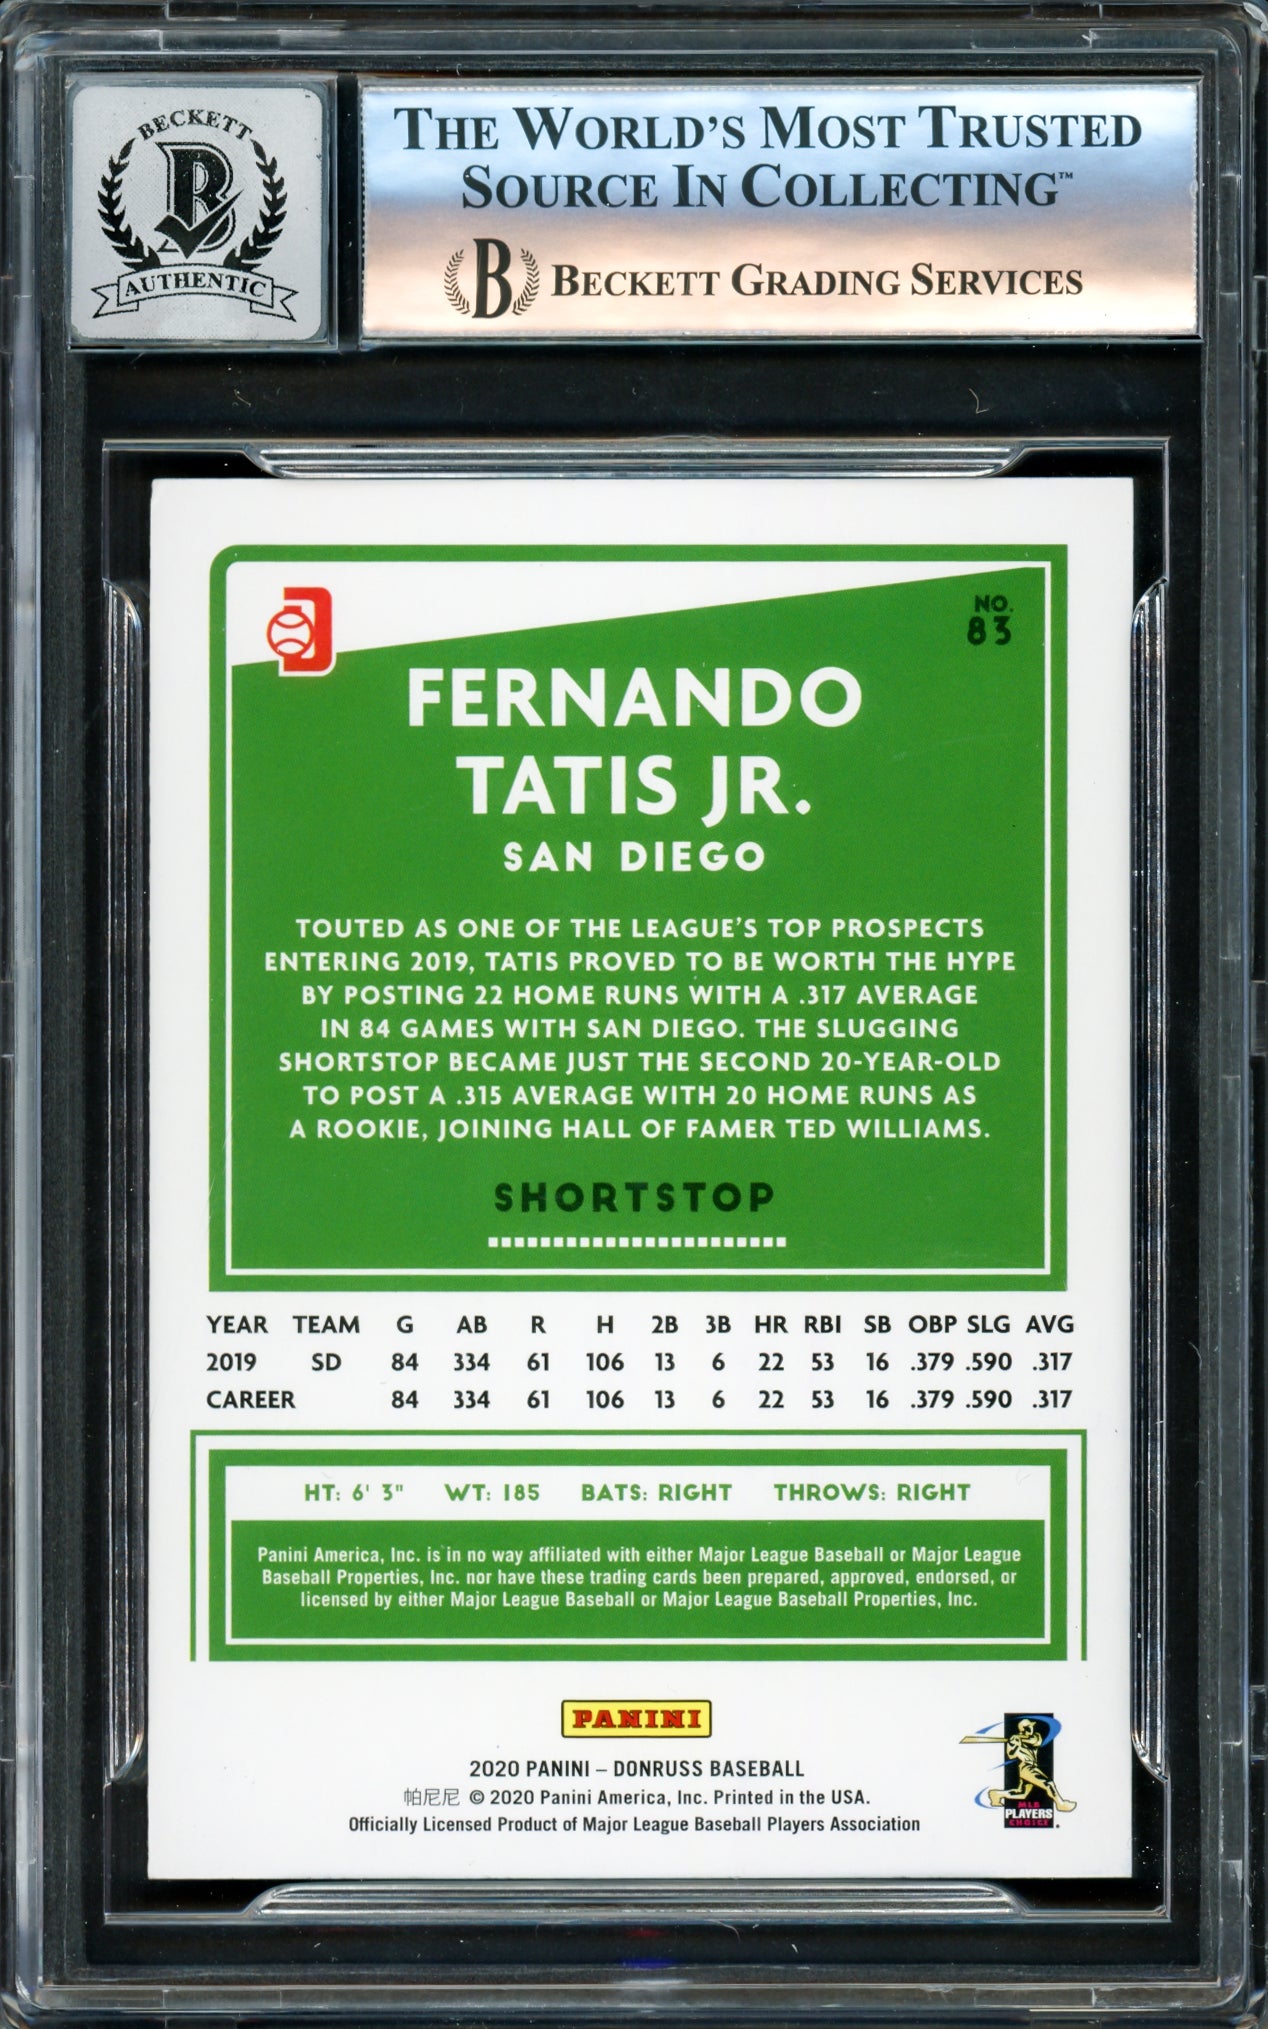 BECKETT
AUTHENTIC
THE WORLD'S MOST TRUSTED
SOURCE IN COLLECTING™
B BECKETT GRADING SERVICES
NO.
83
FERNANDO
TATIS JR.
SAN DIEGO
TOUTED AS ONE OF THE LEAGUE'S TOP PROSPECTS
ENTERING 2019, TATIS PROVED TO BE WORTH THE HYPE
BY POSTING 22 HOME RUNS WITH A .317 AVERAGE
IN 84 GAMES WITH SAN DIEGO. THE SLUGGING
SHORTSTOP BECAME JUST THE SECOND 20-YEAR-OLD
TO POST A .315 AVERAGE WITH 20 HOME RUNS AS
A ROOKIE, JOINING HALL OF FAMER TED WILLIAMS.
SHORTSTOP
YEAR TEAM G AB R H 2B 3B HR RBI SB OBP SLG AVG
2019 SD 84 334 61 106 13 6 22 53 16 .379 .590 .317
CAREER 84 334 61 106 13 6 22 53 16 .379 .590 .317
HT: 6' 3" WT: 185 BATS: RIGHT THROWS: RIGHT
Panini America, Inc. is in no way affiliated with either Major League Baseball or Major League
Baseball Properties, Inc. nor have these trading cards been prepared, approved, endorsed, or
licensed by either Major League Baseball or Major League Baseball Properties, Inc.
PANINI
2020 PANINI – DONRUSS BASEBALL
帕尼尼 © 2020 Panini America, Inc. Printed in the USA.
Officially Licensed Product of Major League Baseball Players Association
MLB
PLAYERS
CHOICE